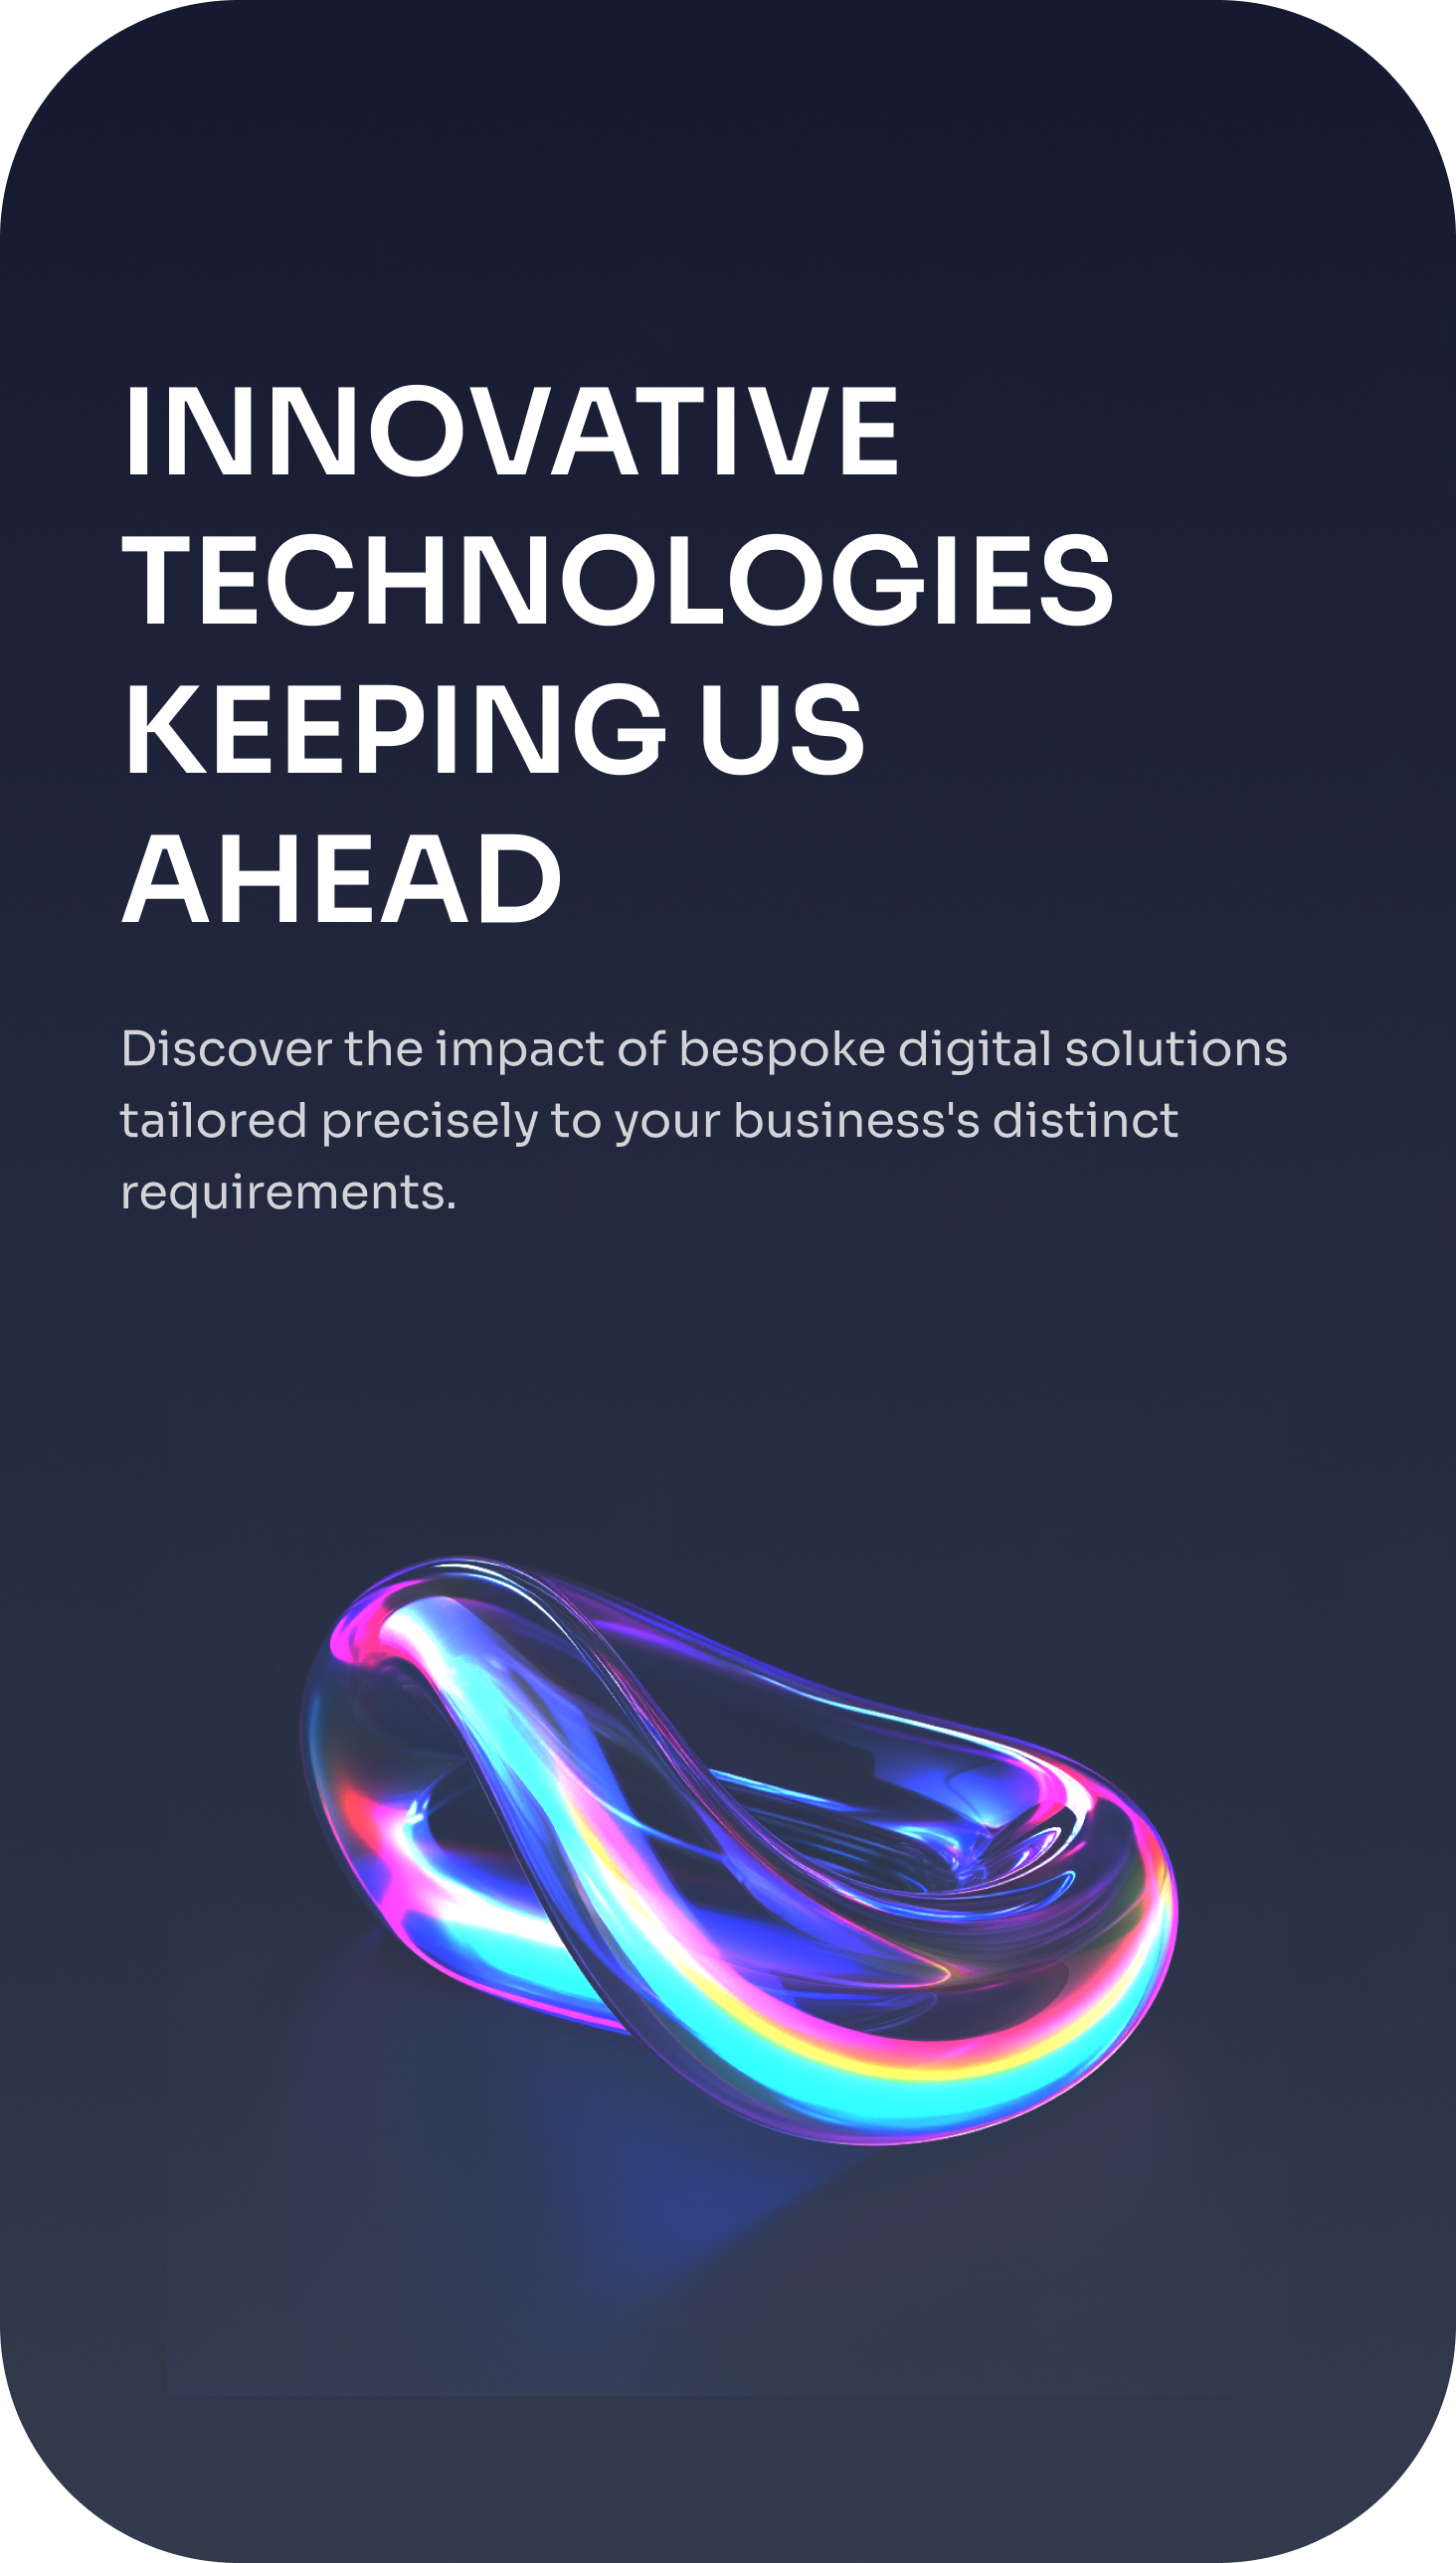 INNOVATIVE
TECHNOLOGIES
KEEPING US
AHEAD
Discover the impact of bespoke digital solutions
tailored precisely to your business's distinct
requirements.